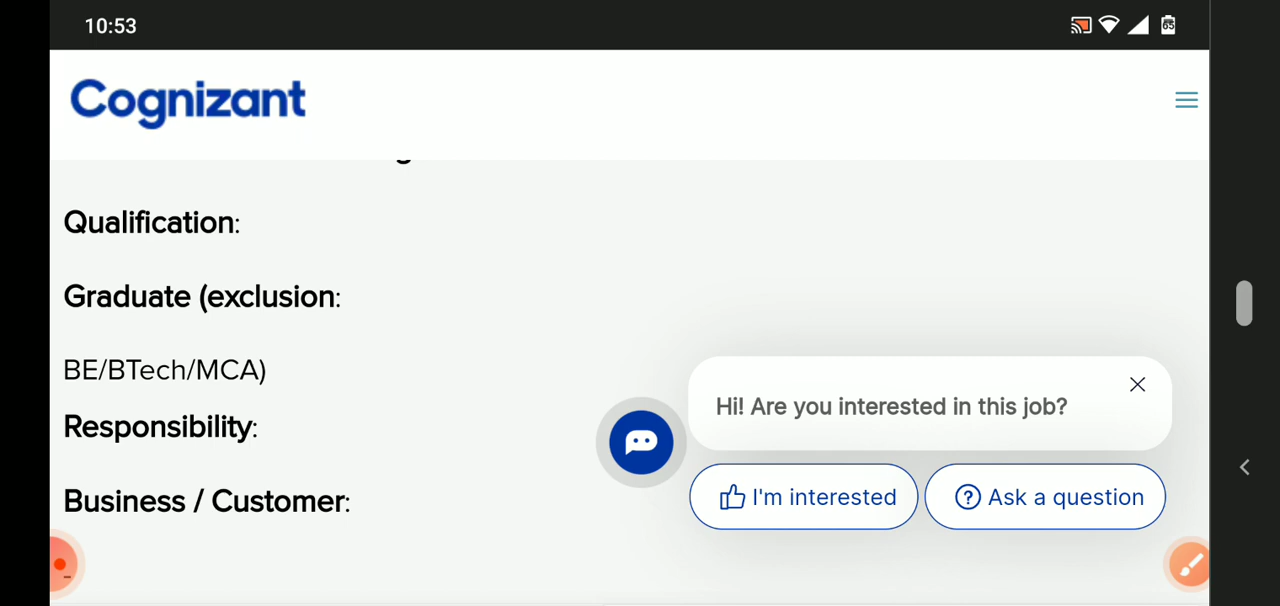 10:53
65
Cognizant
Qualification:
Graduate (exclusion:
BE/BTech/MCA)
Responsibility:
Business / Customer:
Hi! Are you interested in this job?
I'm interested
Ask a question